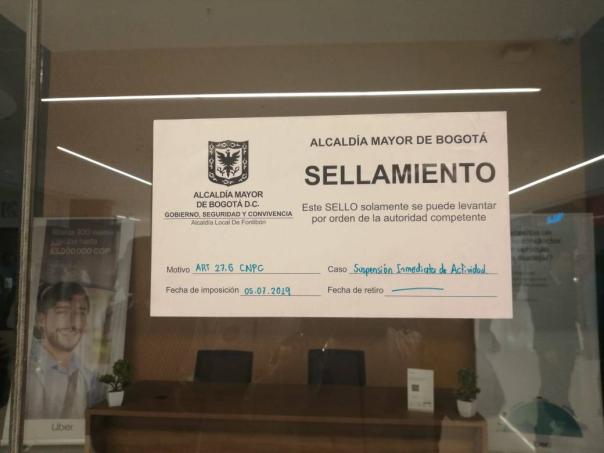 ALCALDÍA MAYOR
DE BOGOTÁ D.C.
GOBIERNO, SEGURIDAD Y CONVIVENCIA
Alcaldía Local De Fontibón
ALCALDÍA MAYOR DE BOGOTÁ
SELLAMIENTO
Este SELLO solamente se puede levantar
por orden de la autoridad competente
Motivo ART 27.6 CNPC
Caso Suspensión Inmediata de Actividad
Fecha de imposición 05.07.2019
Fecha de retiro:
Uber